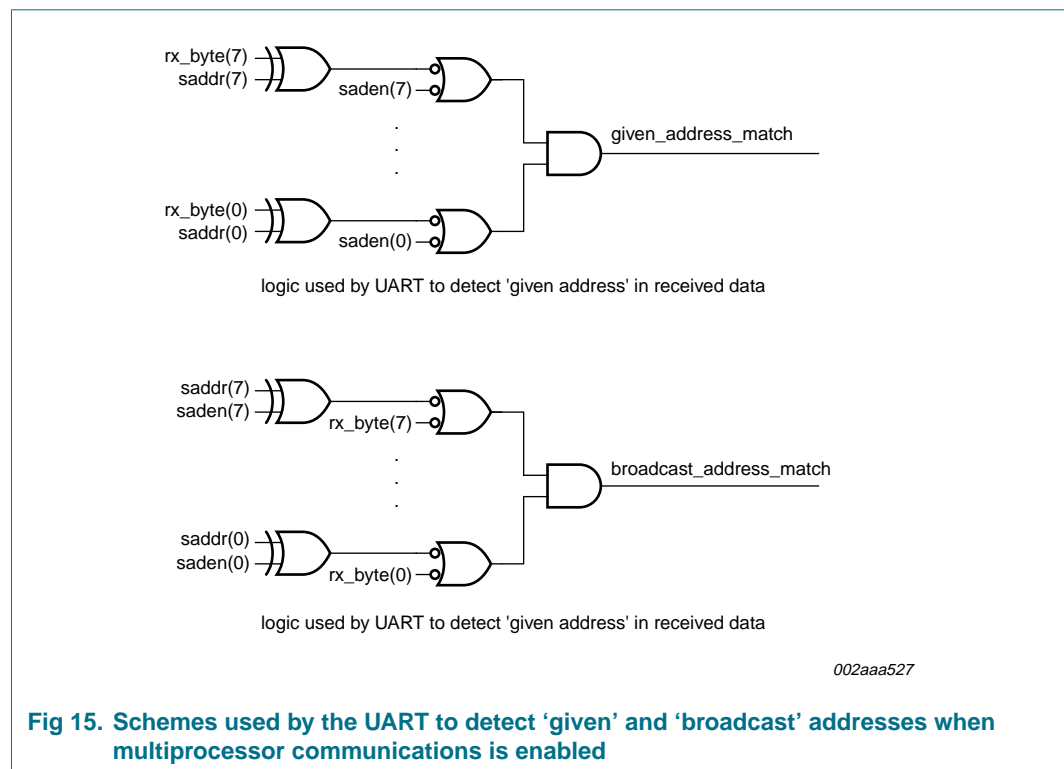 rx_byte(7)
saddr(7)
saden(7)
given_address_match
rx_byte(0)
saddr(0)
saden(0)
logic used by UART to detect 'given address' in received data
saddr(7)
saden(7)
rx_byte(7)
broadcast_address_match
saddr(0)
saden(0)
rx_byte(0)
logic used by UART to detect 'given address' in received data
002aaa527
Fig 15. Schemes used by the UART to detect ‘given’ and ‘broadcast’ addresses when
multiprocessor communications is enabled